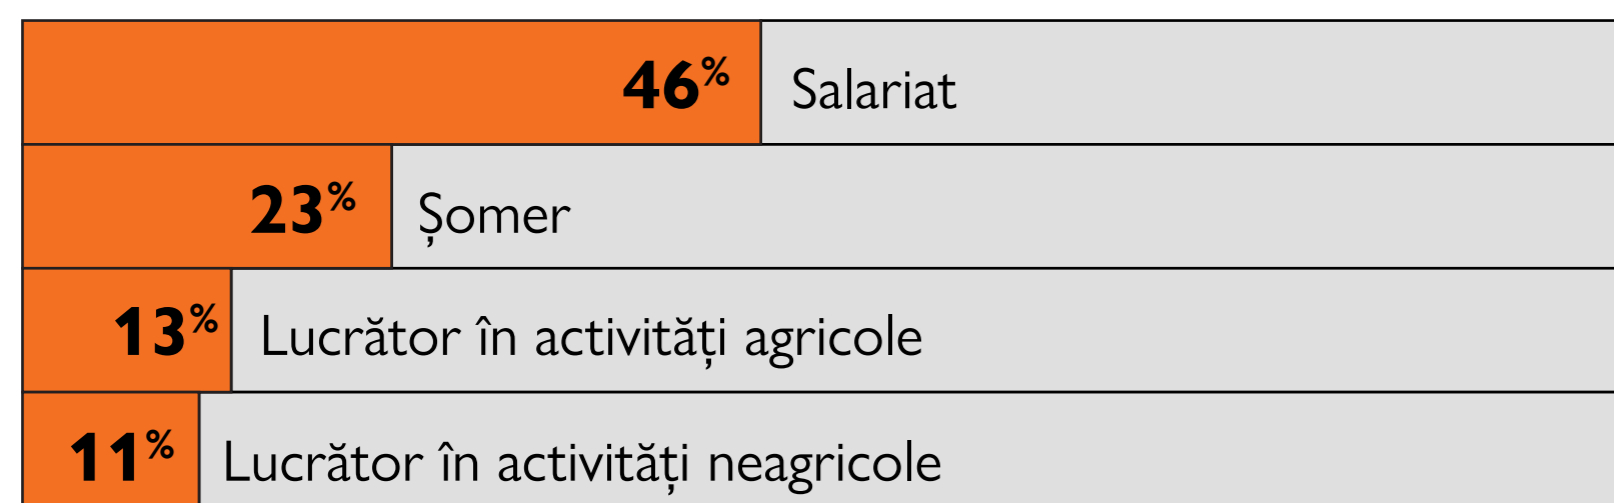 46% Salariat
23% Șomer
13% Lucrător în activități agricole
11% Lucrător în activități neagricole